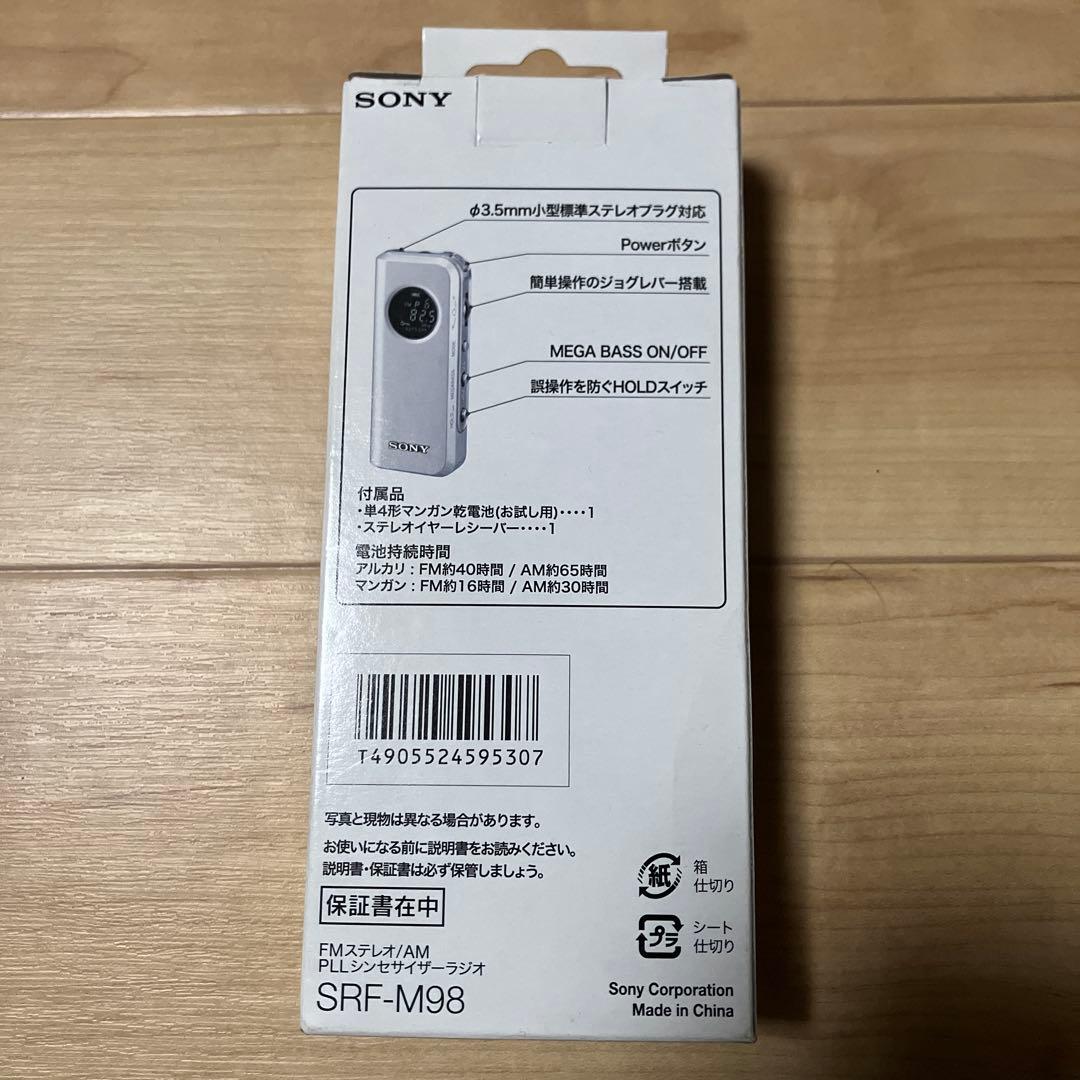 SONY
φ3.5mm小型標準ステレオプラグ対応
Powerボタン
簡単操作のジョグレバー搭載
MEGA BASS ON/OFF
誤操作を防ぐHOLDスイッチ
P 6
82.5
MODE
MEGABASS
HOLD
SONY
付属品
・単4形マンガン乾電池(お試し用)････1
・ステレオイヤーレシーバー････1
電池持続時間
アルカリ：FM約40時間 / AM約65時間
マンガン：FM約16時間 / AM約30時間
T4905524595307
写真と現物は異なる場合があります。
お使いになる前に説明書をお読みください。
説明書・保証書は必ず保管しましょう。
保証書在中
紙
箱
仕切り
プラ
シート
仕切り
FMステレオ/AM
PLLシンセサイザーラジオ
SRF-M98
Sony Corporation
Made in China